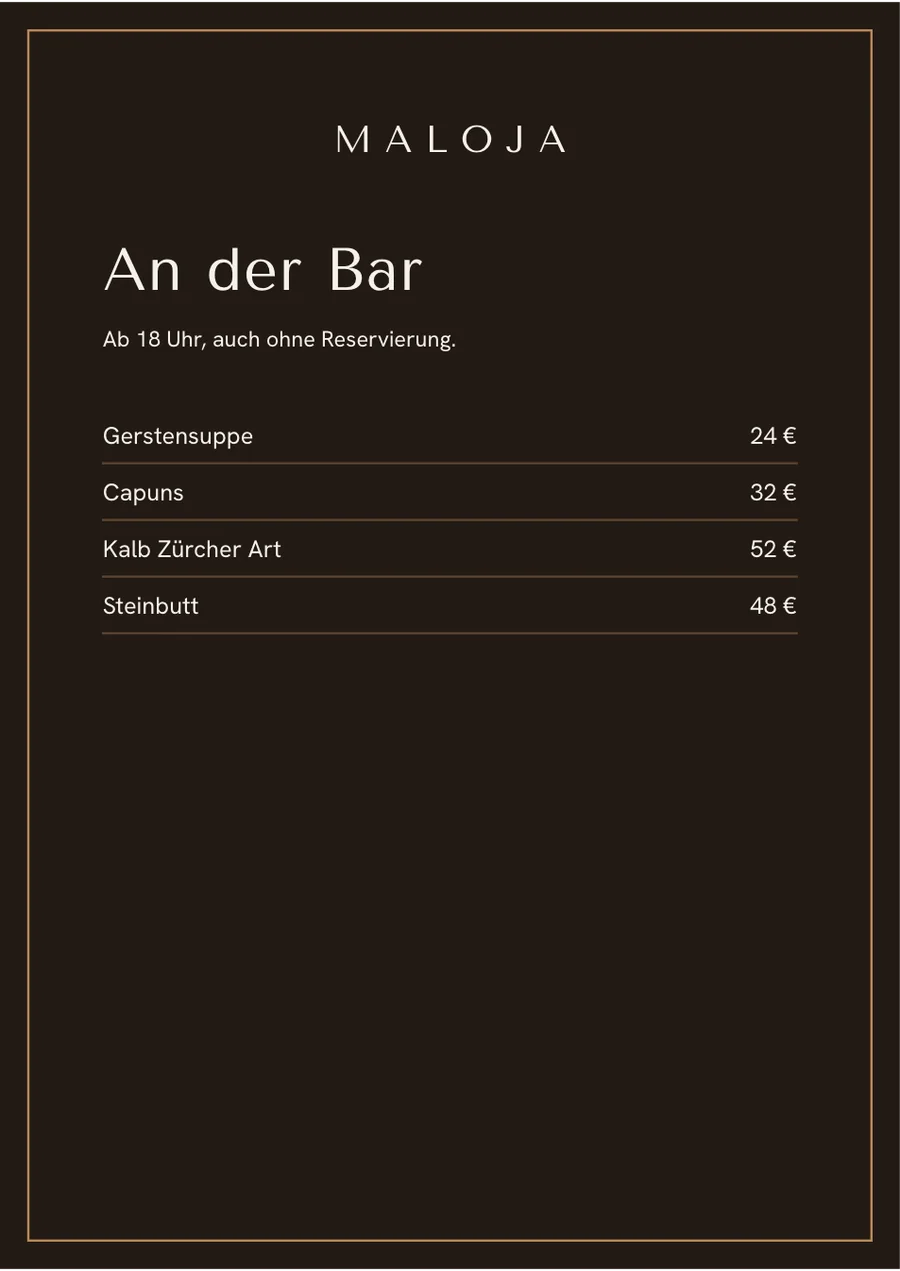 MALOJA
An der Bar
Ab 18 Uhr, auch ohne Reservierung.
Gerstensuppe 24 €
Capuns 32 €
Kalb Zürcher Art 52 €
Steinbutt 48 €